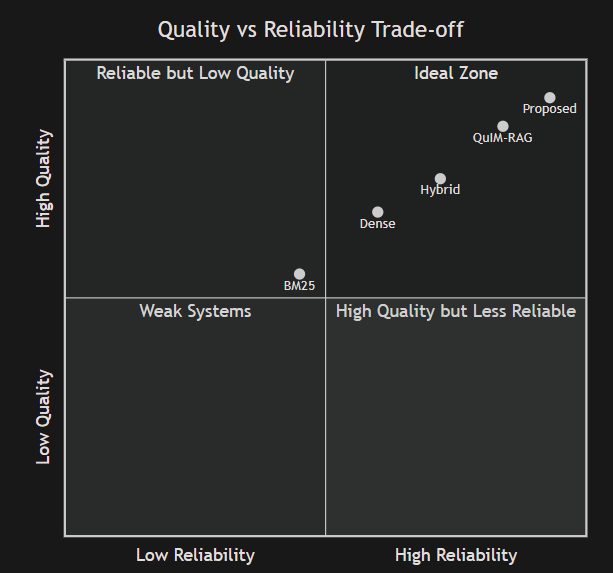 Quality vs Reliability Trade-off
Reliable but Low Quality
Ideal Zone
Proposed
QuIM-RAG
Hybrid
Dense
BM25
High Quality
Weak Systems
High Quality but Less Reliable
Low Quality
Low Reliability
High Reliability